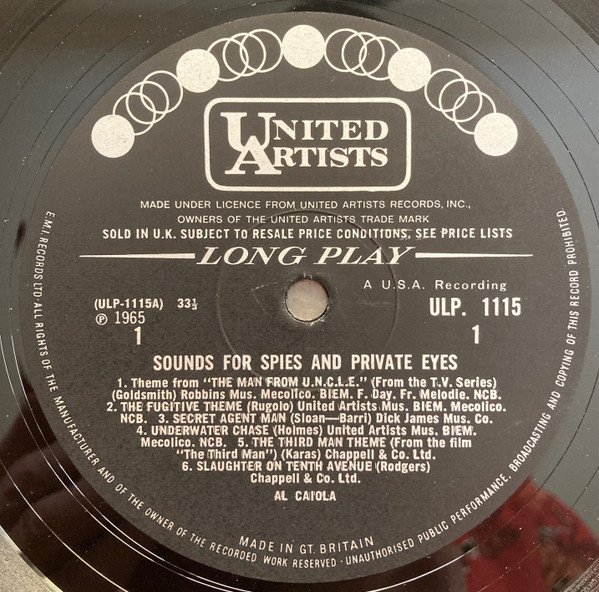 UNITED
ARTISTS
MADE UNDER LICENCE FROM UNITED ARTISTS RECORDS, INC.,
OWNERS OF THE UNITED ARTISTS TRADE MARK
SOLD IN U.K. SUBJECT TO RESALE PRICE CONDITIONS, SEE PRICE LISTS
LONG PLAY
A U.S.A. Recording
(ULP-1115A) 33⅓
ULP. 1115
℗ 1965
1
1
SOUNDS FOR SPIES AND PRIVATE EYES
1. Theme from "THE MAN FROM U.N.C.L.E." (From the T.V. Series)
(Goldsmith) Robbins Mus. Mecolico. BIEM. F. Day. Fr. Melodie. NCB.
2. THE FUGITIVE THEME (Rugolo) United Artists Mus. BIEM. Mecolico.
NCB. 3. SECRET AGENT MAN (Sloan—Barri) Dick James Mus. Co.
4. UNDERWATER CHASE (Holmes) United Artists Mus. BIEM.
Mecolico. NCB. 5. THE THIRD MAN THEME (From the film
"The Third Man") (Karas) Chappell & Co. Ltd.
6. SLAUGHTER ON TENTH AVENUE (Rodgers)
Chappell & Co. Ltd.
AL CAIOLA
MADE IN GT. BRITAIN
E.M.I. RECORDS LTD·ALL RIGHTS OF THE MANUFACTURER AND OF THE OWNER OF THE RECORDED WORK RESERVED · UNAUTHORISED PUBLIC PERFORMANCE, BROADCASTING AND COPYING OF THIS RECORD PROHIBITED.